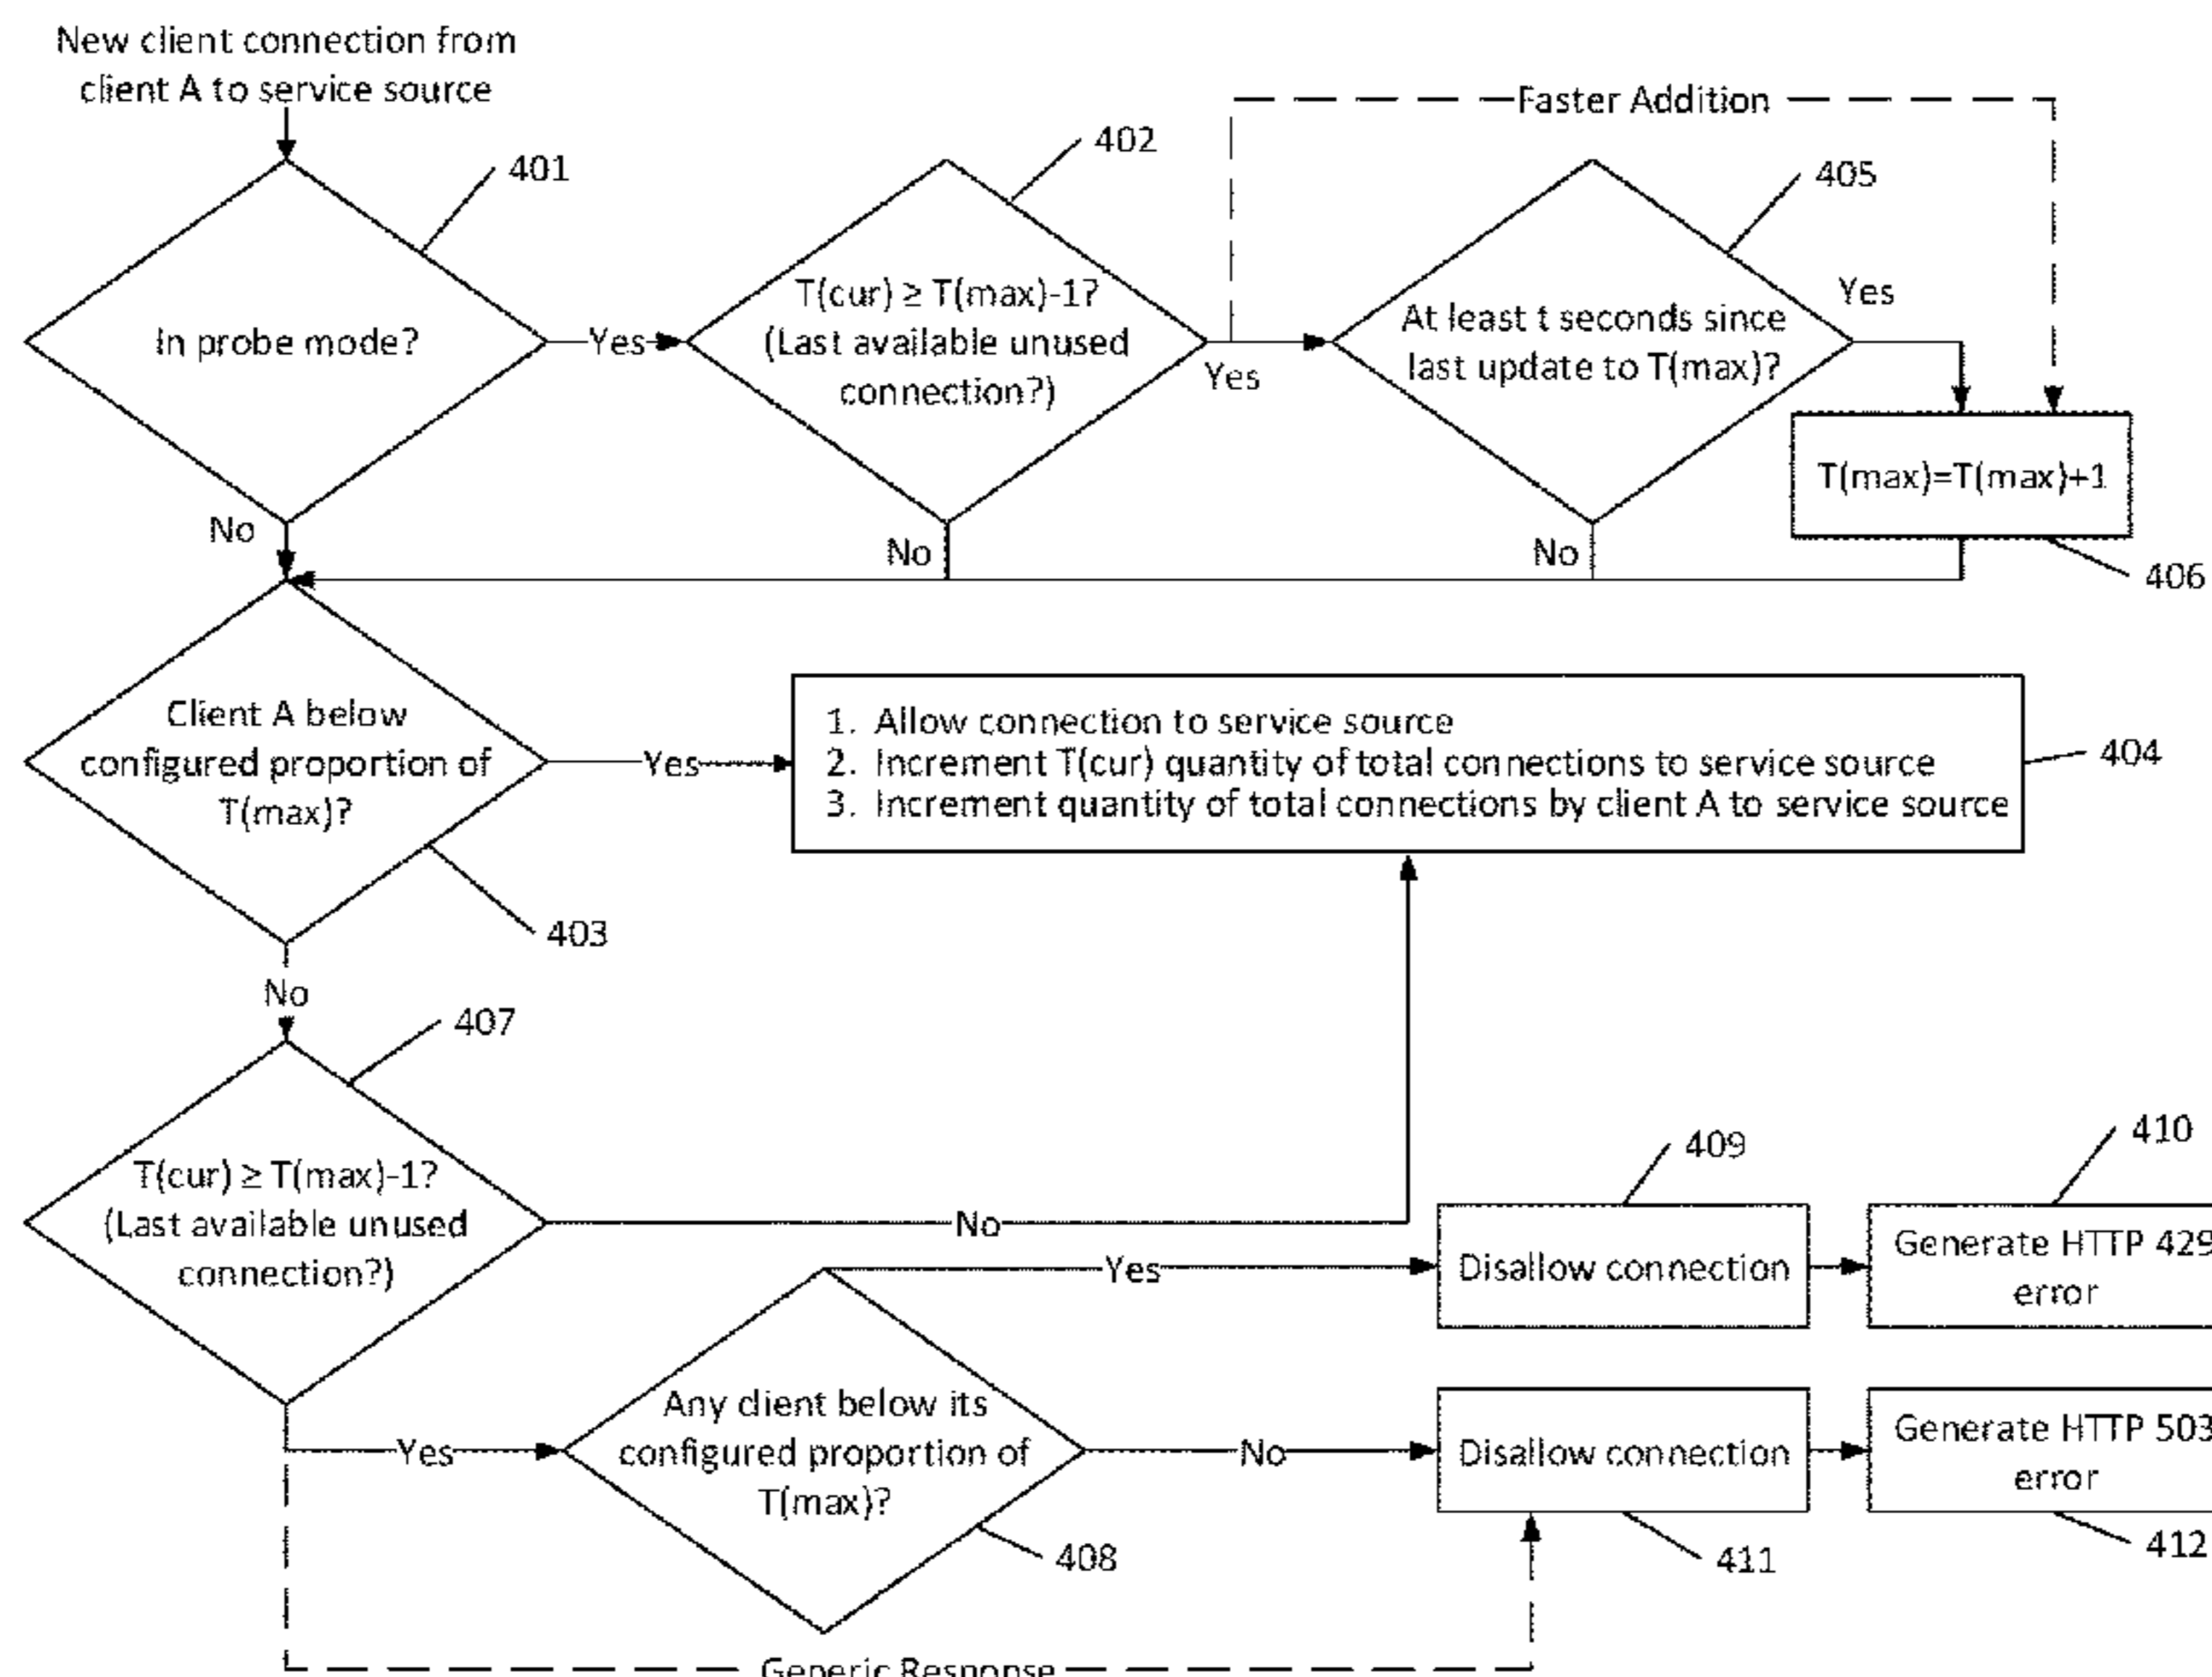 New client connection from
client A to service source
Faster Addition
401
402
405
In probe mode?
Yes
T(cur) ≥ T(max)-1?
(Last available unused
connection?)
Yes
At least t seconds since
last update to T(max)?
Yes
T(max)=T(max)+1
406
No
No
No
Client A below
configured proportion of
T(max)?
Yes
1. Allow connection to service source
2. Increment T(cur) quantity of total connections to service source
3. Increment quantity of total connections by client A to service source
404
403
No
407
T(cur) ≥ T(max)-1?
(Last available unused
connection?)
No
409
410
Yes
Disallow connection
Generate HTTP 429
error
Yes
Any client below its
configured proportion of
T(max)?
No
Disallow connection
Generate HTTP 503
error
408
411
412
Generic Response